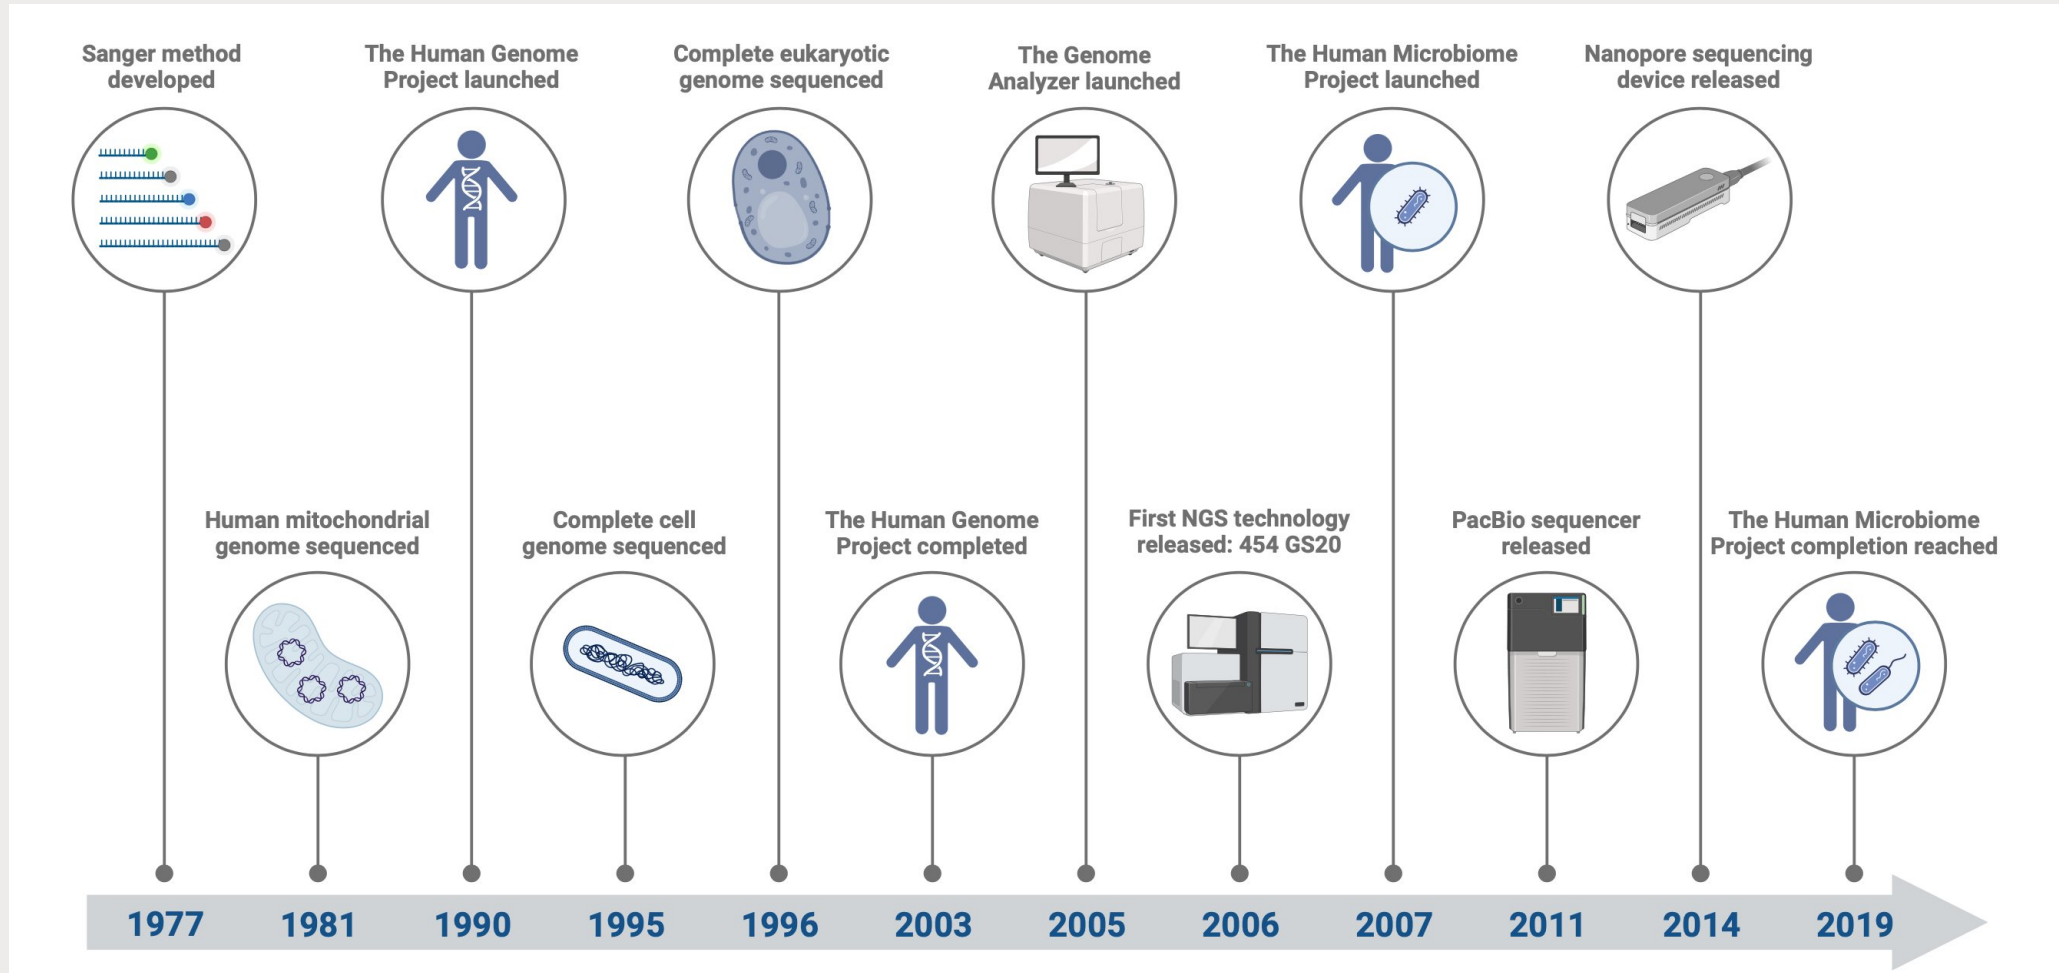 Sanger method
developed
The Human Genome
Project launched
Complete eukaryotic
genome sequenced
The Genome
Analyzer launched
The Human Microbiome
Project launched
Nanopore sequencing
device released
Human mitochondrial
genome sequenced
Complete cell
genome sequenced
The Human Genome
Project completed
First NGS technology
released: 454 GS20
PacBio sequencer
released
The Human Microbiome
Project completion reached
1977 1981 1990 1995 1996 2003 2005 2006 2007 2011 2014 2019